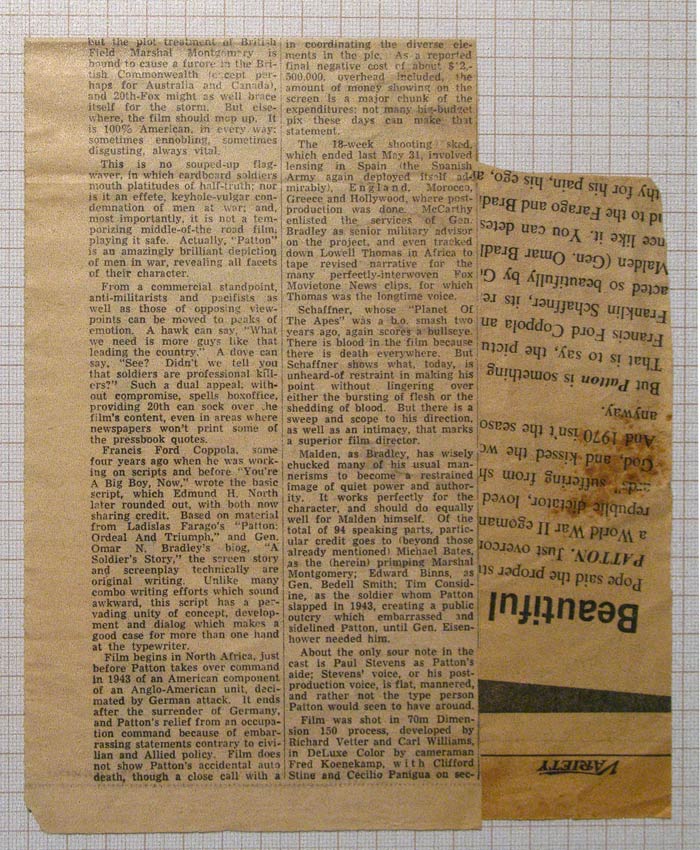 but the plot treatment of British
Field Marshal Montgomery is
bound to cause a furore in the Bri-
tish Commonwealth (except per-
haps for Australia and Canada),
and 20th-Fox might as well brace
itself for the storm. But else-
where, the film should mop up. It
is 100% American, in every way:
sometimes ennobling, sometimes
disgusting, always vital.
This is no souped-up flag-
waver, in which cardboard soldiers
mouth platitudes of half-truth; nor
is it an effete, keyhole-vulgar con-
demnation of men at war; and,
most importantly, it is not a tem-
porizing middle-of-the road film,
playing it safe. Actually, "Patton"
is an amazingly brilliant depiction
of men in war, revealing all facets
of their character.
From a commercial standpoint,
anti-militarists and pacifists as
well as those of opposing view-
points can be moved to peaks of
emotion. A hawk can say, "What
we need is more guys like that
leading the country." A dove can
say, "See? Didn't we tell you
that soldiers are professional kill-
ers?" Such a dual appeal, with-
out compromise, spells boxoffice,
providing 20th can sock over the
film's content, even in areas where
newspapers won't print some of
the pressbook quotes.
Francis Ford Coppola, some
four years ago when he was work-
ing on scripts and before "You're
A Big Boy, Now," wrote the basic
script, which Edmund H. North
later rounded out, with both now
sharing credit. Based on material
from Ladislas Farago's "Patton:
Ordeal And Triumph," and Gen.
Omar N. Bradley's biog, "A
Soldier's Story," the screen story
and screenplay technically are
original writing. Unlike many
combo writing efforts which sound
awkward, this script has a per-
vading unity of concept, develop-
ment and dialog which makes a
good case for more than one hand
at the typewriter.
Film begins in North Africa, just
before Patton takes over command
in 1943 of an American component
of an Anglo-American unit, deci-
mated by German attack. It ends
after the surrender of Germany,
and Patton's relief from an occupa-
tion command because of embar-
rassing statements contrary to civi-
lian and Allied policy. Film does
not show Patton's accidental auto
death, though a close call with a
in coordinating the diverse ele-
ments in the pic. As a reported
final negative cost of about $12,-
500,000, overhead included, the
amount of money showing on the
screen is a major chunk of the
expenditures; not many big-budget
pix these days can make that
statement.
The 18-week shooting sked,
which ended last May 31, involved
lensing in Spain (the Spanish
Army again deployed itself ad-
mirably), England, Morocco,
Greece and Hollywood, where post-
production was done. McCarthy
enlisted the services of Gen.
Bradley as senior military advisor
on the project, and even tracked
down Lowell Thomas in Africa to
tape revised narrative for the
many perfectly-interwoven Fox
Movietone News clips, for which
Thomas was the longtime voice.
Schaffner, whose "Planet Of
The Apes" was a b.o. smash two
years ago, again scores a bullseye.
There is blood in the film because
there is death everywhere. But
Schaffner shows what, today, is
unheard-of restraint in making his
point without lingering over
either the bursting of flesh or the
shedding of blood. But there is a
sweep and scope to his direction,
as well as an intimacy, that marks
a superior film director.
Malden, as Bradley, has wisely
chucked many of his usual man-
nerisms to become a restrained
image of quiet power and author-
ity. It works perfectly for the
character, and should do equally
well for Malden himself. Of the
total of 94 speaking parts, partic-
ular credit goes to (beyond those
already mentioned) Michael Bates,
as the (herein) primping Marshal
Montgomery; Edward Binns, as
Gen. Bedell Smith; Tim Consid-
ine, as the soldier whom Patton
slapped in 1943, creating a public
outcry which embarrassed and
sidelined Patton, until Gen. Eisen-
hower needed him.
About the only sour note in the
cast is Paul Stevens as Patton's
aide; Stevens' voice, or his post-
production voice, is flat, mannered,
and rather not the type person
Patton would seem to have around.
Film was shot in 70m Dimen-
sion 150 process, developed by
Richard Vetter and Carl Williams,
in DeLuxe Color by cameraman
Fred Koenekamp, with Clifford
Stine and Cecilio Panigua on sec-
VARIETY
Beautiful
Pope said the proper stu
PATTON. Just overcor
a World War II egoman
republic dictator, loved
suffering from sh
God, and kissed the wo
And 1970 isn't the seaso
anyway.
But Patton is something
That is to say, the pictu
Francis Ford Coppola an
Franklin Schaffner, its re
acted so beautifully by G
Malden (Gen. Omar Bradl
nce like it. You can detes
nd to the Farago and Bradl
thy for his pain, his ego, a